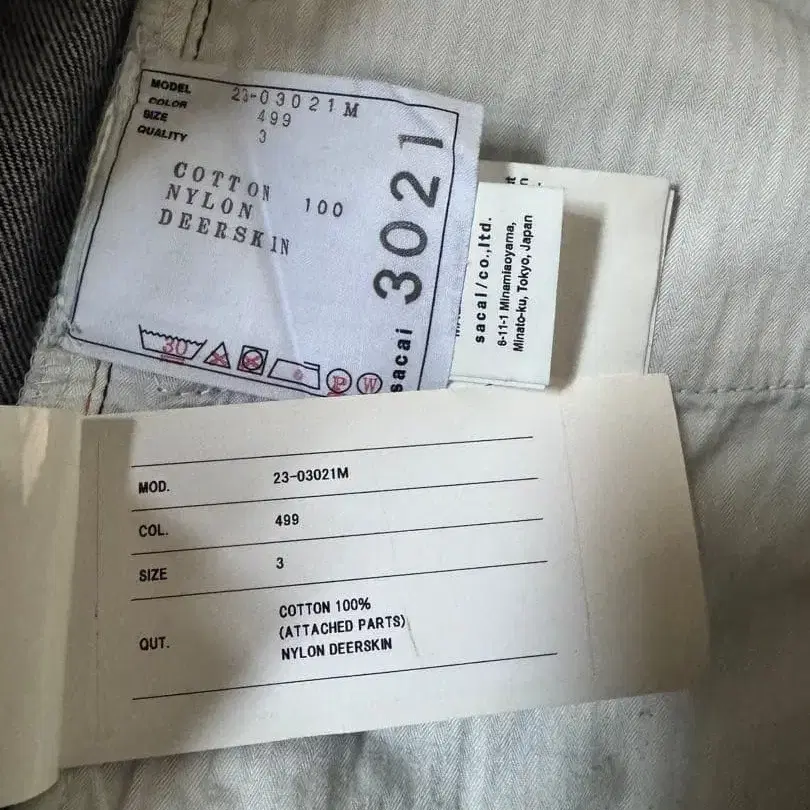 MODEL 23-03021M
COLOR 499
SIZE 3
QUALITY
COTTON 100
NYLON
DEERSKIN
30
P W
sacai 3021
sacai/co.,ltd.
6-11-1 Minamiaoyama,
Minato-ku, Tokyo, Japan
MOD. 23-03021M
COL. 499
SIZE 3
QUT. COTTON 100%
(ATTACHED PARTS)
NYLON DEERSKIN